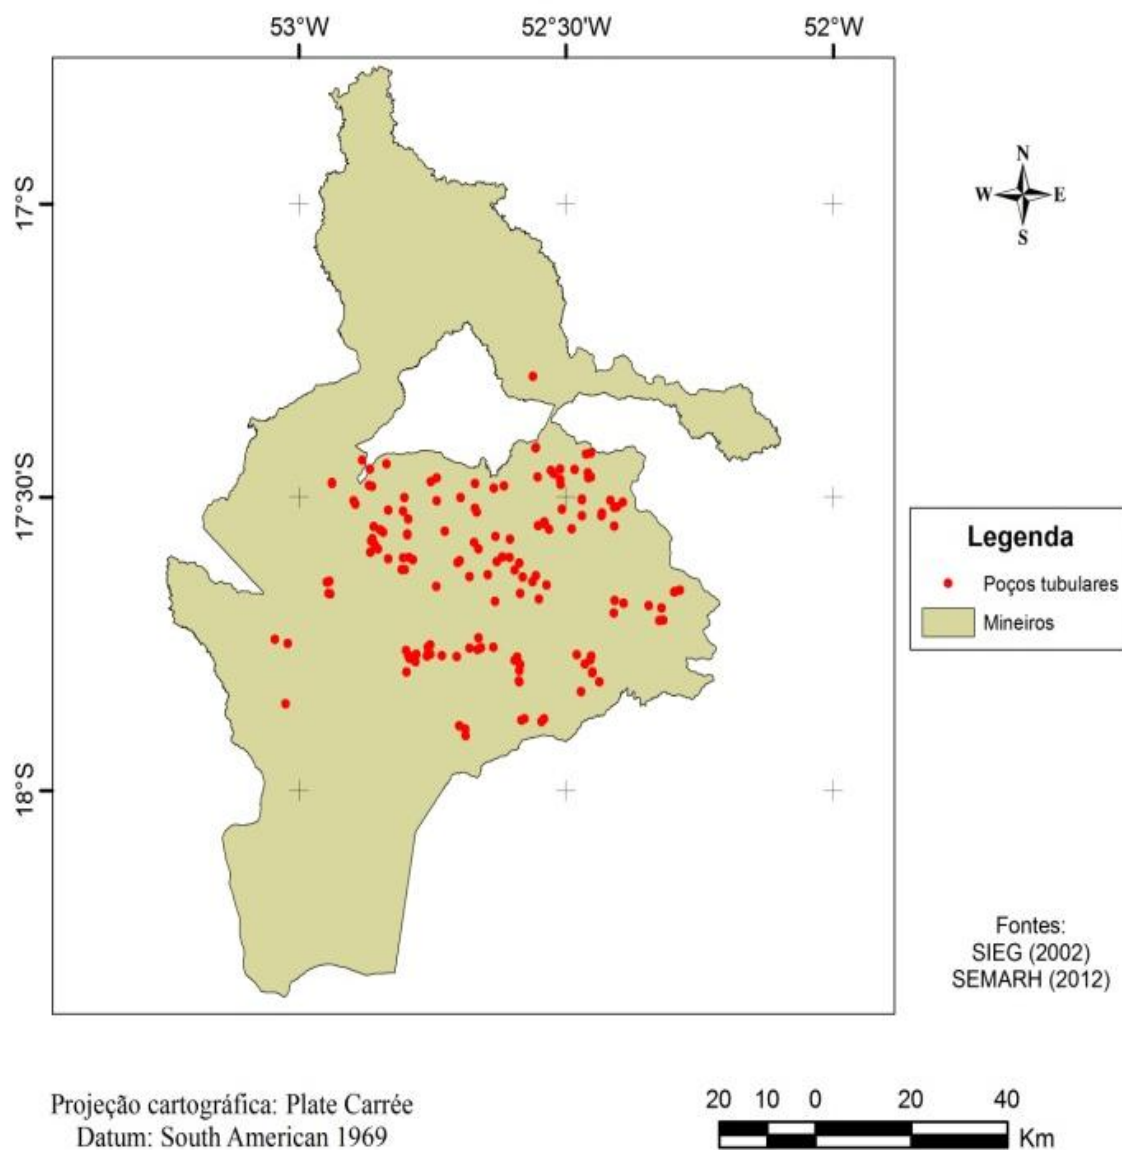 53°W 52°30'W 52°W
N
W E
S
17°S
17°30'S
18°S
Legenda
Poços tubulares
Mineiros
Fontes:
SIEG (2002)
SEMARH (2012)
Projeção cartográfica: Plate Carrée
Datum: South American 1969
20 10 0 20 40
Km